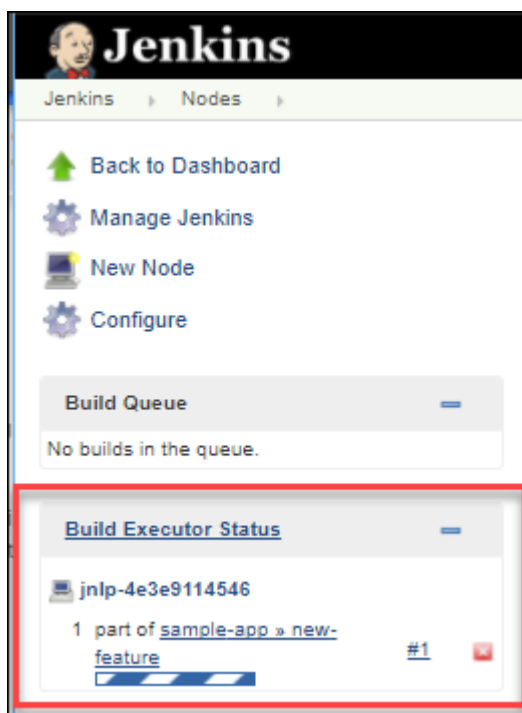 Jenkins
Jenkins Nodes
Back to Dashboard
Manage Jenkins
New Node
Configure
Build Queue
No builds in the queue.
Build Executor Status
jnlp-4e3e9114546
1 part of sample-app » new-
feature #1